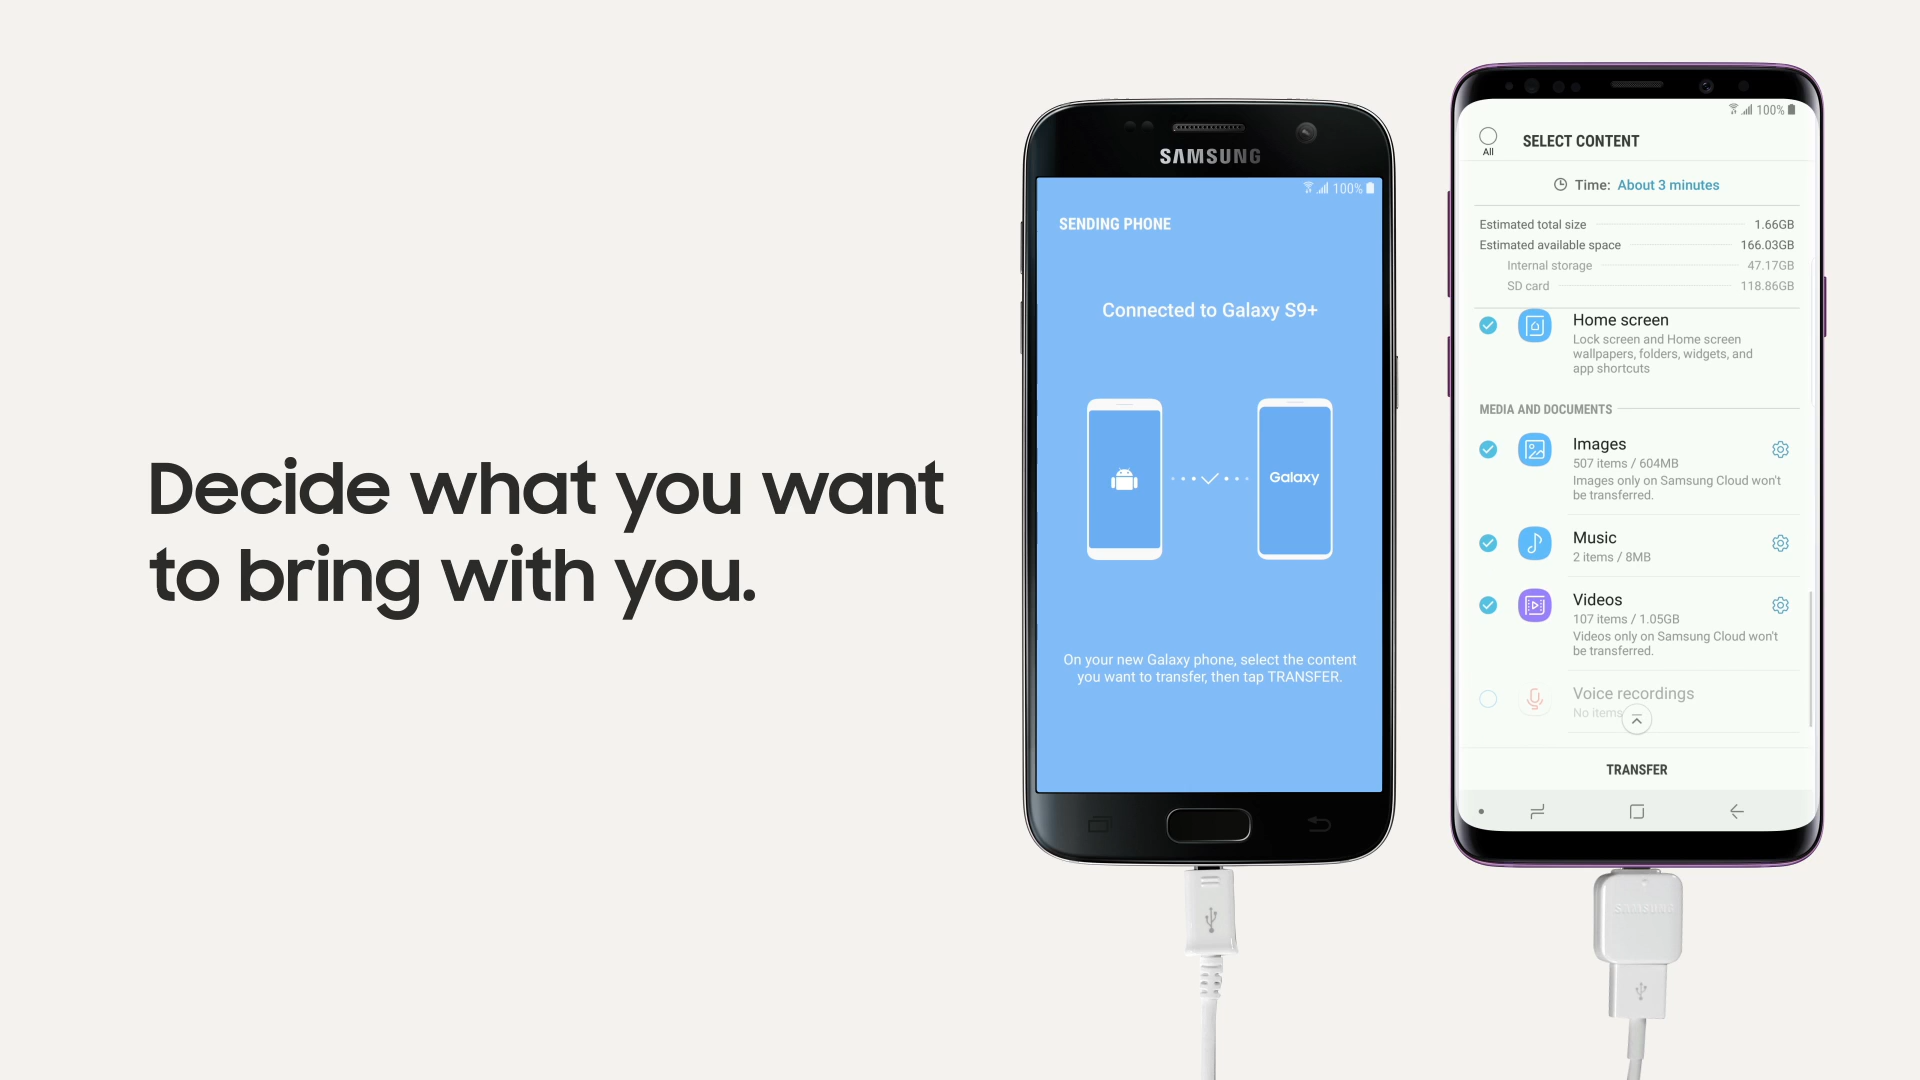 Decide what you want
to bring with you.
SAMSUNG
100%
SENDING PHONE
Connected to Galaxy S9+
Galaxy
On your new Galaxy phone, select the content
you want to transfer, then tap TRANSFER.
100%
All
SELECT CONTENT
Time: About 3 minutes
Estimated total size 1.66GB
Estimated available space 166.03GB
Internal storage 47.17GB
SD card 118.86GB
Home screen
Lock screen and Home screen
wallpapers, folders, widgets, and
app shortcuts
MEDIA AND DOCUMENTS
Images
507 items / 604MB
Images only on Samsung Cloud won't
be transferred.
Music
2 items / 8MB
Videos
107 items / 1.05GB
Videos only on Samsung Cloud won't
be transferred.
Voice recordings
No items
TRANSFER
SAMSUNG